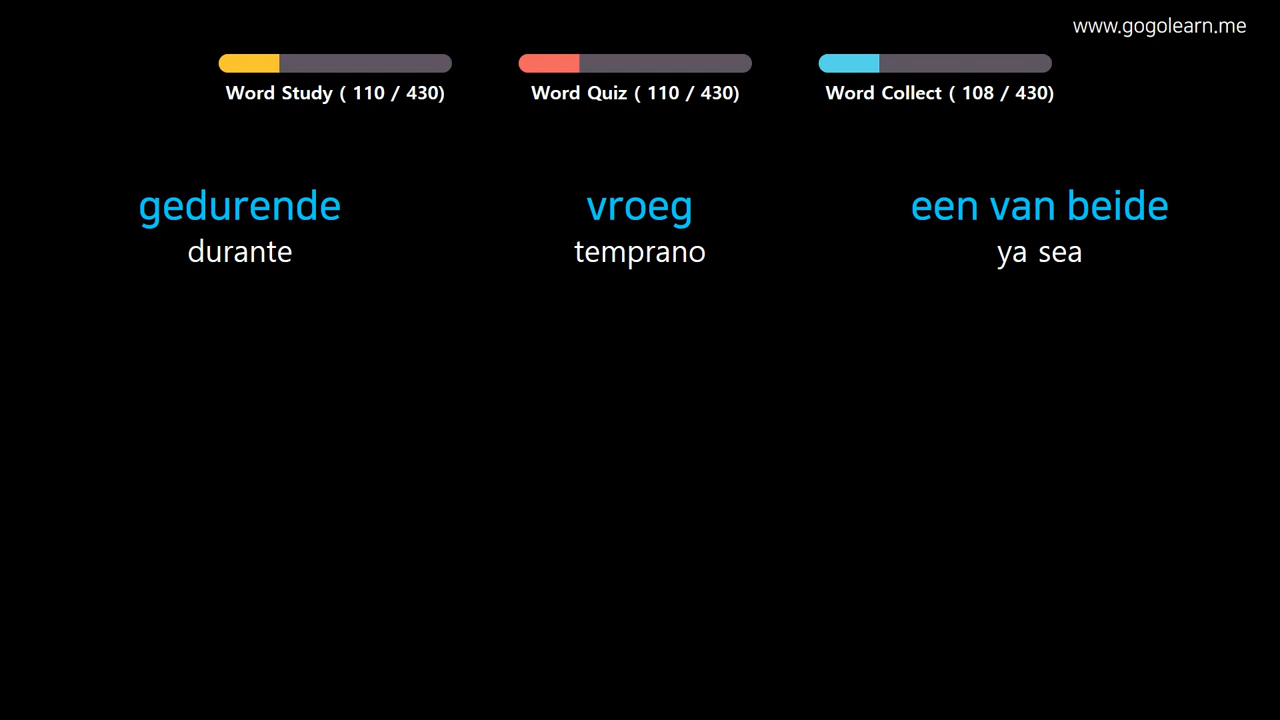 www.gogolearn.me
Word Study ( 110 / 430)
Word Quiz ( 110 / 430)
Word Collect ( 108 / 430)
gedurende
durante
vroeg
temprano
een van beide
ya sea